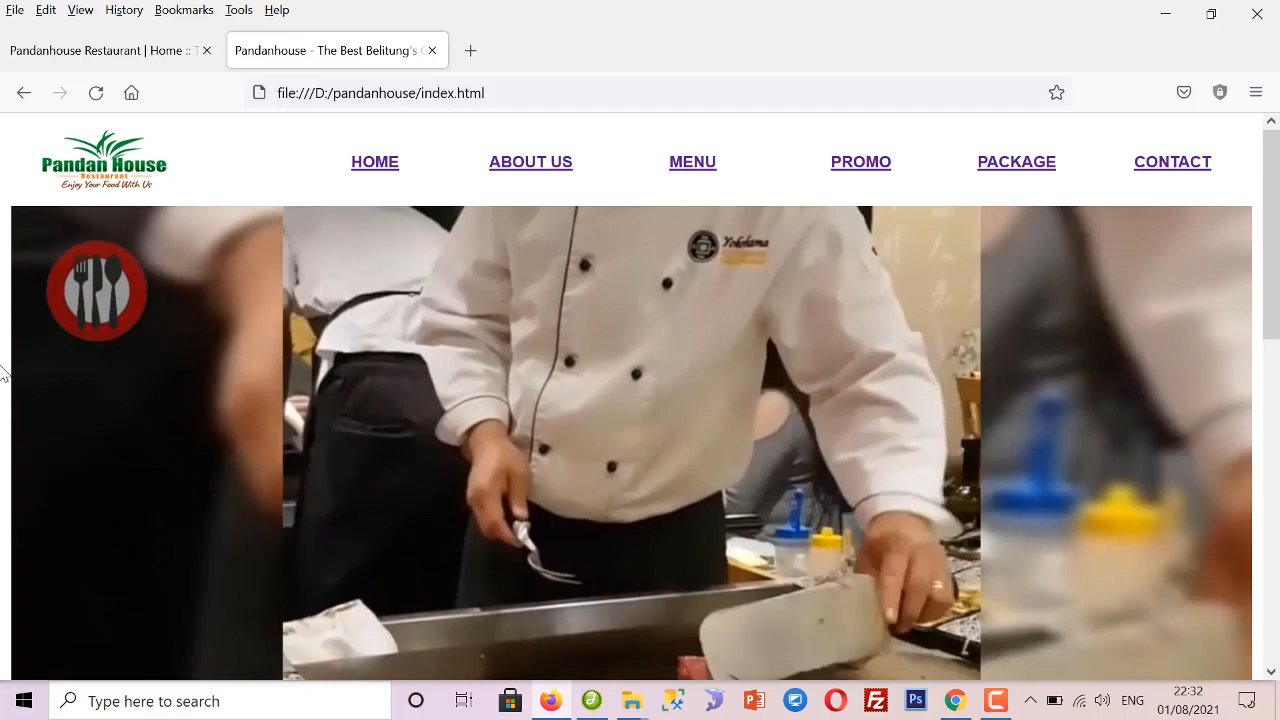 File Edit View History Bookmarks Tools Help
Pandanhouse Restaurant | Home :: T
Pandanhouse - The Best Belitung's
file:///D:/pandanhouse/index.html
Pandan House
Restaurant
Enjoy Your Food With Us
HOME ABOUT US MENU PROMO PACKAGE CONTACT
Yokohama
Type here to search
ENG
22:32
01/08/2021